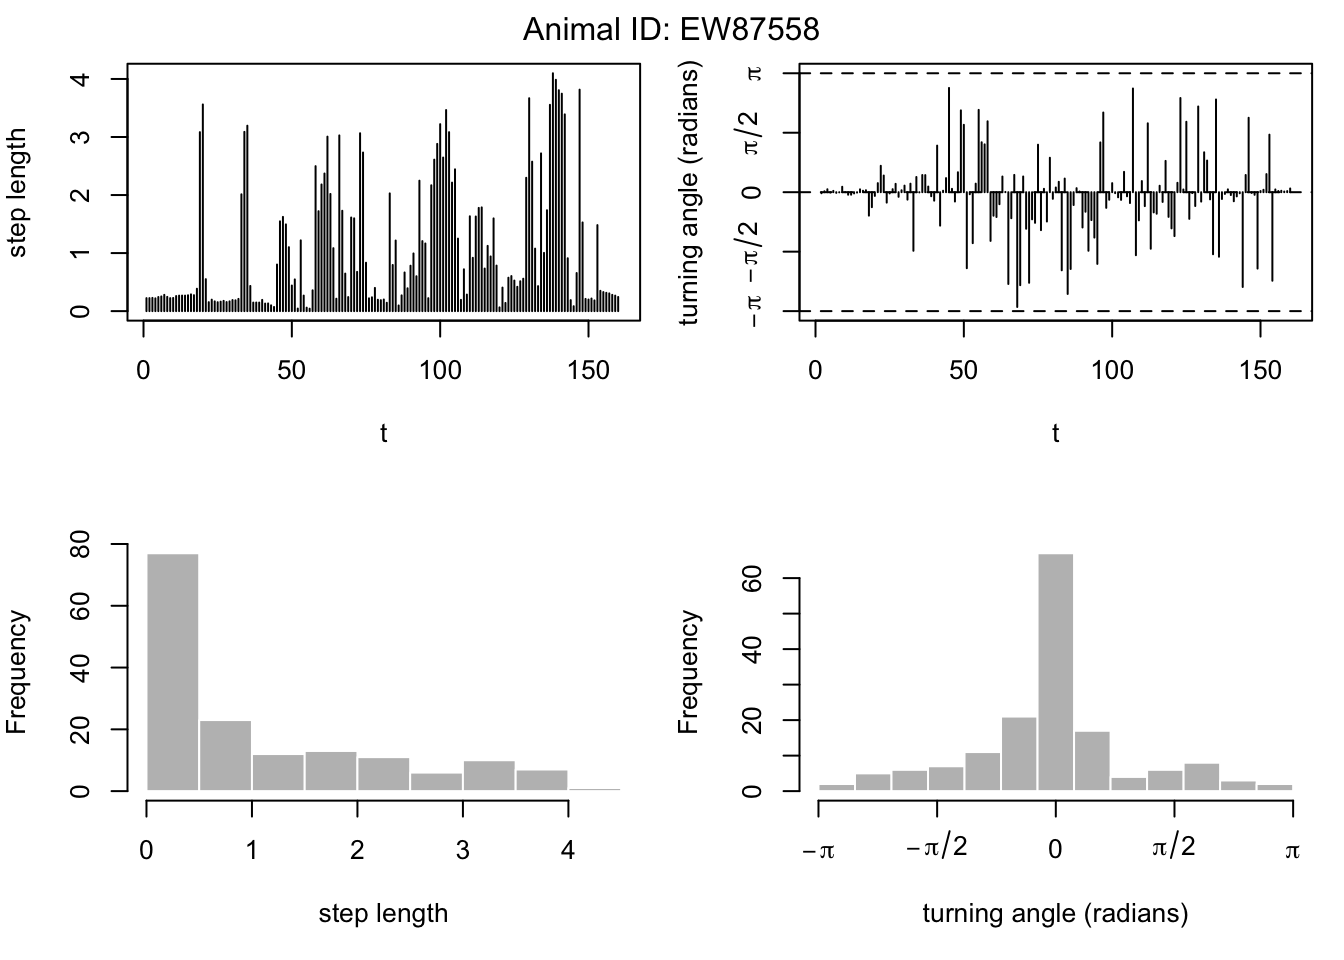 Animal ID: EW87558
step length
0 1 2 3 4
0 50 100 150
t
turning angle (radians)
−π −π/2 0 π/2 π
0 50 100 150
t
Frequency
0 20 40 60 80
0 1 2 3 4
step length
Frequency
0 20 40 60
−π −π/2 0 π/2 π
turning angle (radians)